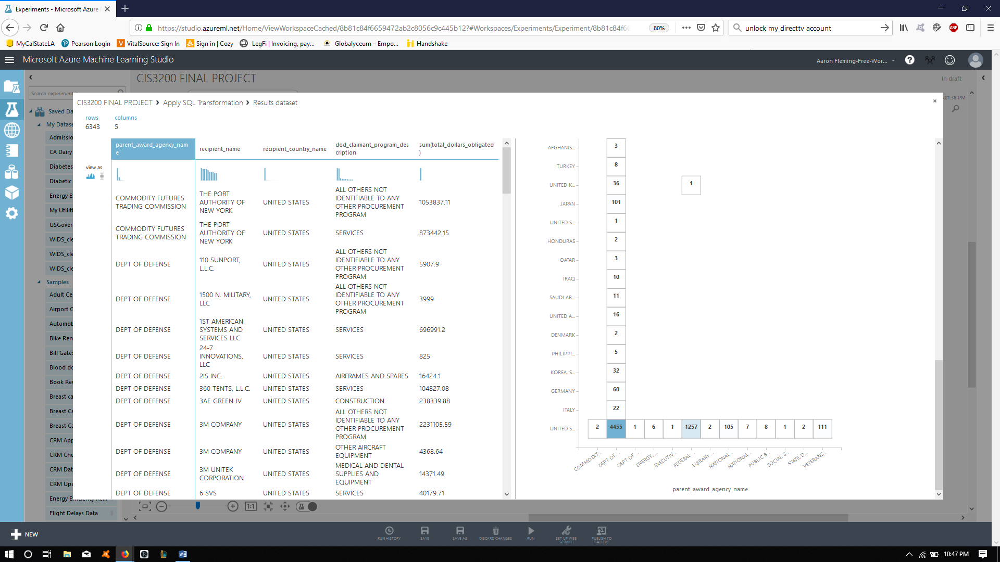 Experiments - Microsoft Azure
https://studio.azureml.net/Home/ViewWorkspaceCached/8b81c84f6659472ab2c8056c9c445b12?#Workspaces/Experiments/Experiment/8b81c84f66
80%
unlock my directtv account
MyCalStateLA Pearson Login VitalSource: Sign In Sign in | Cozy LegFi | Invoicing, pay... Globalyceum – Empo... Handshake
Microsoft Azure Machine Learning Studio
Aaron Fleming-Free-Wor...
CIS3200 FINAL PROJECT
In draft
Search experim
:01:38 PM
CIS3200 FINAL PROJECT > Apply SQL Transformation > Results dataset
rows columns
6343 5
Saved Da
My Datase
Admissio
CA Dairy
Diabetes
Diabetic
Energy E
My Utiliti
USGover
WIDS_cle
WIDS_cle
WIDS_cle
Samples
Adult Ce
Airport C
Automob
Bike Ren
Bill Gates
Blood do
Book Rev
Breast ca
Breast Ca
Breast Ca
CRM App
CRM Chu
CRM Dat
CRM Ups
Flight Delays Data
view as
parent_award_agency_nam
e
recipient_name
recipient_country_name
dod_claimant_program_des
cription
sum(total_dollars_obligated
)
COMMODITY FUTURES
TRADING COMMISSION
THE PORT
AUTHORITY OF
NEW YORK
UNITED STATES
ALL OTHERS NOT
IDENTIFIABLE TO ANY
OTHER PROCUREMENT
PROGRAM
1053837.11
COMMODITY FUTURES
TRADING COMMISSION
THE PORT
AUTHORITY OF
NEW YORK
UNITED STATES
SERVICES
873442.15
DEPT OF DEFENSE
110 SUNPORT,
L.L.C.
UNITED STATES
ALL OTHERS NOT
IDENTIFIABLE TO ANY
OTHER PROCUREMENT
PROGRAM
5907.9
DEPT OF DEFENSE
1500 N. MILITARY,
LLC
UNITED STATES
ALL OTHERS NOT
IDENTIFIABLE TO ANY
OTHER PROCUREMENT
PROGRAM
3999
DEPT OF DEFENSE
1ST AMERICAN
SYSTEMS AND
SERVICES LLC
UNITED STATES
SERVICES
696991.2
DEPT OF DEFENSE
24-7
INNOVATIONS,
LLC
UNITED STATES
SERVICES
825
DEPT OF DEFENSE 2IS INC. UNITED STATES AIRFRAMES AND SPARES 16424.1
DEPT OF DEFENSE 360 TENTS, L.L.C. UNITED STATES SERVICES 104827.08
DEPT OF DEFENSE 3AE GREEN JV UNITED STATES CONSTRUCTION 238339.88
DEPT OF DEFENSE
3M COMPANY
UNITED STATES
ALL OTHERS NOT
IDENTIFIABLE TO ANY
OTHER PROCUREMENT
PROGRAM
2231105.59
DEPT OF DEFENSE
3M COMPANY
UNITED STATES
OTHER AIRCRAFT
EQUIPMENT
4368.64
DEPT OF DEFENSE
3M UNITEK
CORPORATION
UNITED STATES
MEDICAL AND DENTAL
SUPPLIES AND
EQUIPMENT
14371.49
DEPT OF DEFENSE 6 SVS UNITED STATES SERVICES 40179.71
AFGHANIS... 3
TURKEY 8
UNITED K... 36 1
JAPAN 101
UNITED S... 1
HONDURAS 2
QATAR 3
IRAQ 10
SAUDI AR... 11
UNITED A... 16
DENMARK 2
PHILIPPI... 5
KOREA, S... 32
GERMANY 60
ITALY 22
UNITED S... 2 4455 1 6 1 1257 2 105 7 8 1 2 111
COMMODIT... DEPT OF ... DEPT OF ... ENERGY,... EXECUTIV... FEDERAL ... LIBRARY ... NATIONAL... NATIONAL... PUBLIC B... SOCIAL S... STATE, D... VETERANS...
parent_award_agency_name
1:1
NEW
RUN HISTORY SAVE SAVE AS DISCARD CHANGES RUN SET UP WEB SERVICE PUBLISH TO GALLERY
10:47 PM